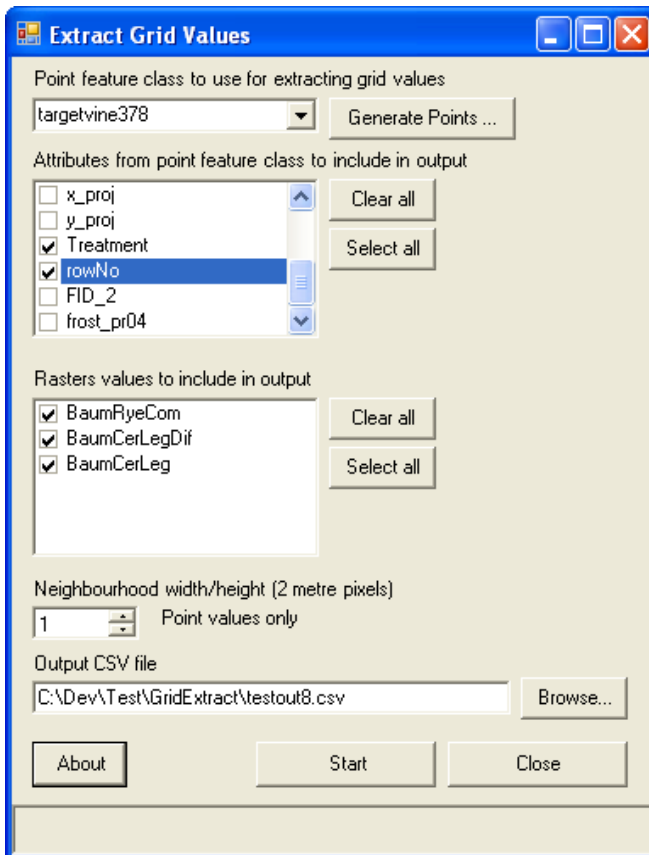 Extract Grid Values
Point feature class to use for extracting grid values
targetvine378
Generate Points ...
Attributes from point feature class to include in output
x_proj
y_proj
Treatment
rowNo
FID_2
frost_pr04
Clear all
Select all
Rasters values to include in output
BaumRyeCom
BaumCerLegDif
BaumCerLeg
Clear all
Select all
Neighbourhood width/height (2 metre pixels)
1
Point values only
Output CSV file
C:\Dev\Test\GridExtract\testout8.csv
Browse...
About
Start
Close